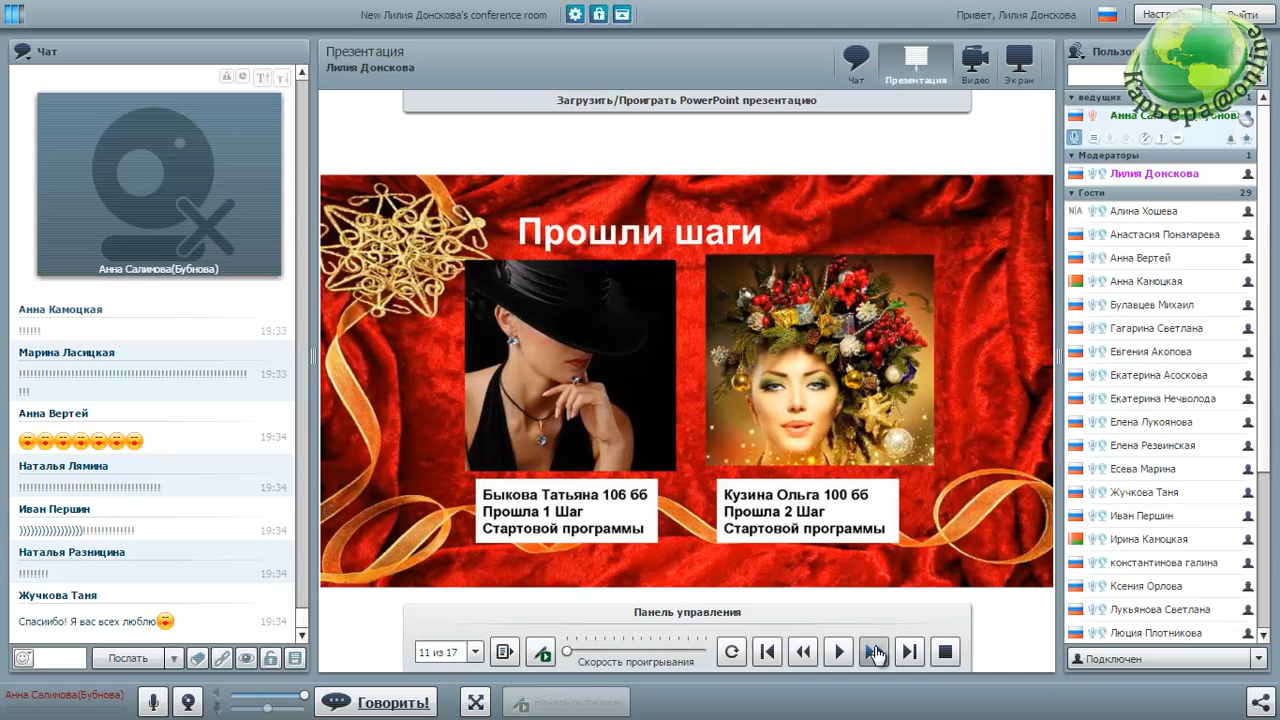 New Лилия Донскова's conference room
Привет, Лилия Донскова
Настройки
Выйти
Чат
Анна Салимова(Бубнова)
Анна Камоцкая
!!!!!!
19:33
Марина Ласицкая
19:33
!!!
Анна Вертей
19:34
Наталья Лямина
19:34
Иван Першин
19:34
Наталья Разницина
!!!!!!!!
19:34
Жучкова Таня
Спасиибо! Я вас всех люблю
19:34
Послать
Презентация
Лилия Донскова
Чат
Презентация
Видео
Экран
Загрузить/Проиграть PowerPoint презентацию
Прошли шаги
Быкова Татьяна 106 бб
Прошла 1 Шаг
Стартовой программы
Кузина Ольга 100 бб
Прошла 2 Шаг
Стартовой программы
Панель управления
11 из 17
Скорость проигрывания
карьера@online
ведущих
1
Модераторы
1
Лилия Донскова
Гости
29
N/A
Алина Хошева
Анастасия Понамарева
Анна Вертей
Анна Камоцкая
Булавцев Михаил
Гагарина Светлана
Евгения Акопова
Екатерина Асоскова
Екатерина Нечволода
Елена Лукоянова
Елена Резвинская
Есева Марина
Жучкова Таня
Иван Першин
Ирина Камоцкая
константинова галина
Ксения Орлова
Лукьянова Светлана
Люция Плотникова
Подключен
Анна Салимова(Бубнова)
Говорить!